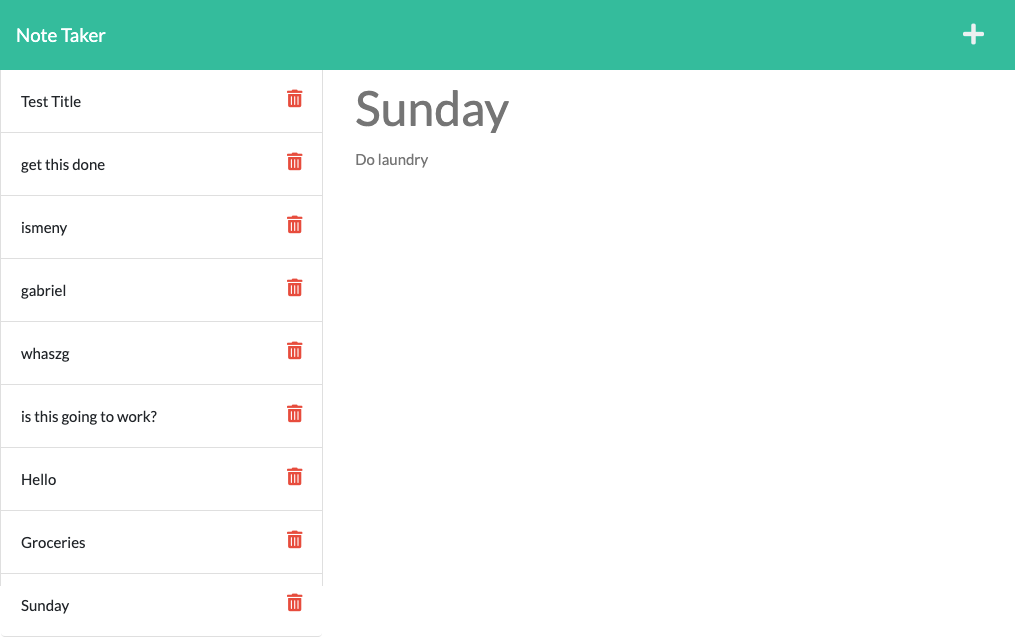 Note Taker
Test Title
get this done
ismeny
gabriel
whaszg
is this going to work?
Hello
Groceries
Sunday
Sunday
Do laundry